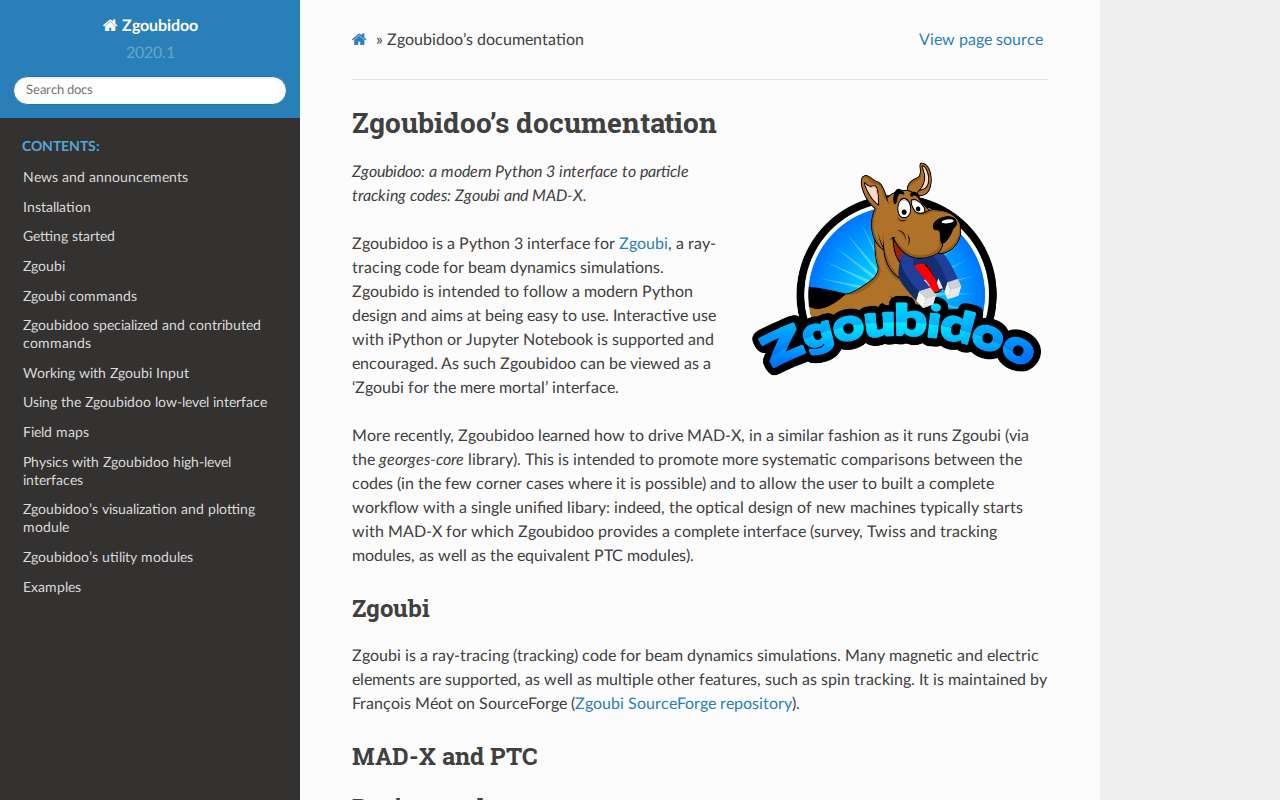 Zgoubidoo
2020.1
Search docs
CONTENTS:
News and announcements
Installation
Getting started
Zgoubi
Zgoubi commands
Zgoubidoo specialized and contributed
commands
Working with Zgoubi Input
Using the Zgoubidoo low-level interface
Field maps
Physics with Zgoubidoo high-level
interfaces
Zgoubidoo’s visualization and plotting
module
Zgoubidoo’s utility modules
Examples
» Zgoubidoo’s documentation
View page source
Zgoubidoo’s documentation
Zgoubidoo: a modern Python 3 interface to particle
tracking codes: Zgoubi and MAD-X.
Zgoubidoo is a Python 3 interface for Zgoubi, a ray-
tracing code for beam dynamics simulations.
Zgoubido is intended to follow a modern Python
design and aims at being easy to use. Interactive use
with iPython or Jupyter Notebook is supported and
encouraged. As such Zgoubidoo can be viewed as a
‘Zgoubi for the mere mortal’ interface.
Zgoubidoo
More recently, Zgoubidoo learned how to drive MAD-X, in a similar fashion as it runs Zgoubi (via
the georges-core library). This is intended to promote more systematic comparisons between the
codes (in the few corner cases where it is possible) and to allow the user to built a complete
workflow with a single unified libary: indeed, the optical design of new machines typically starts
with MAD-X for which Zgoubidoo provides a complete interface (survey, Twiss and tracking
modules, as well as the equivalent PTC modules).
Zgoubi
Zgoubi is a ray-tracing (tracking) code for beam dynamics simulations. Many magnetic and electric
elements are supported, as well as multiple other features, such as spin tracking. It is maintained by
François Méot on SourceForge (Zgoubi SourceForge repository).
MAD-X and PTC